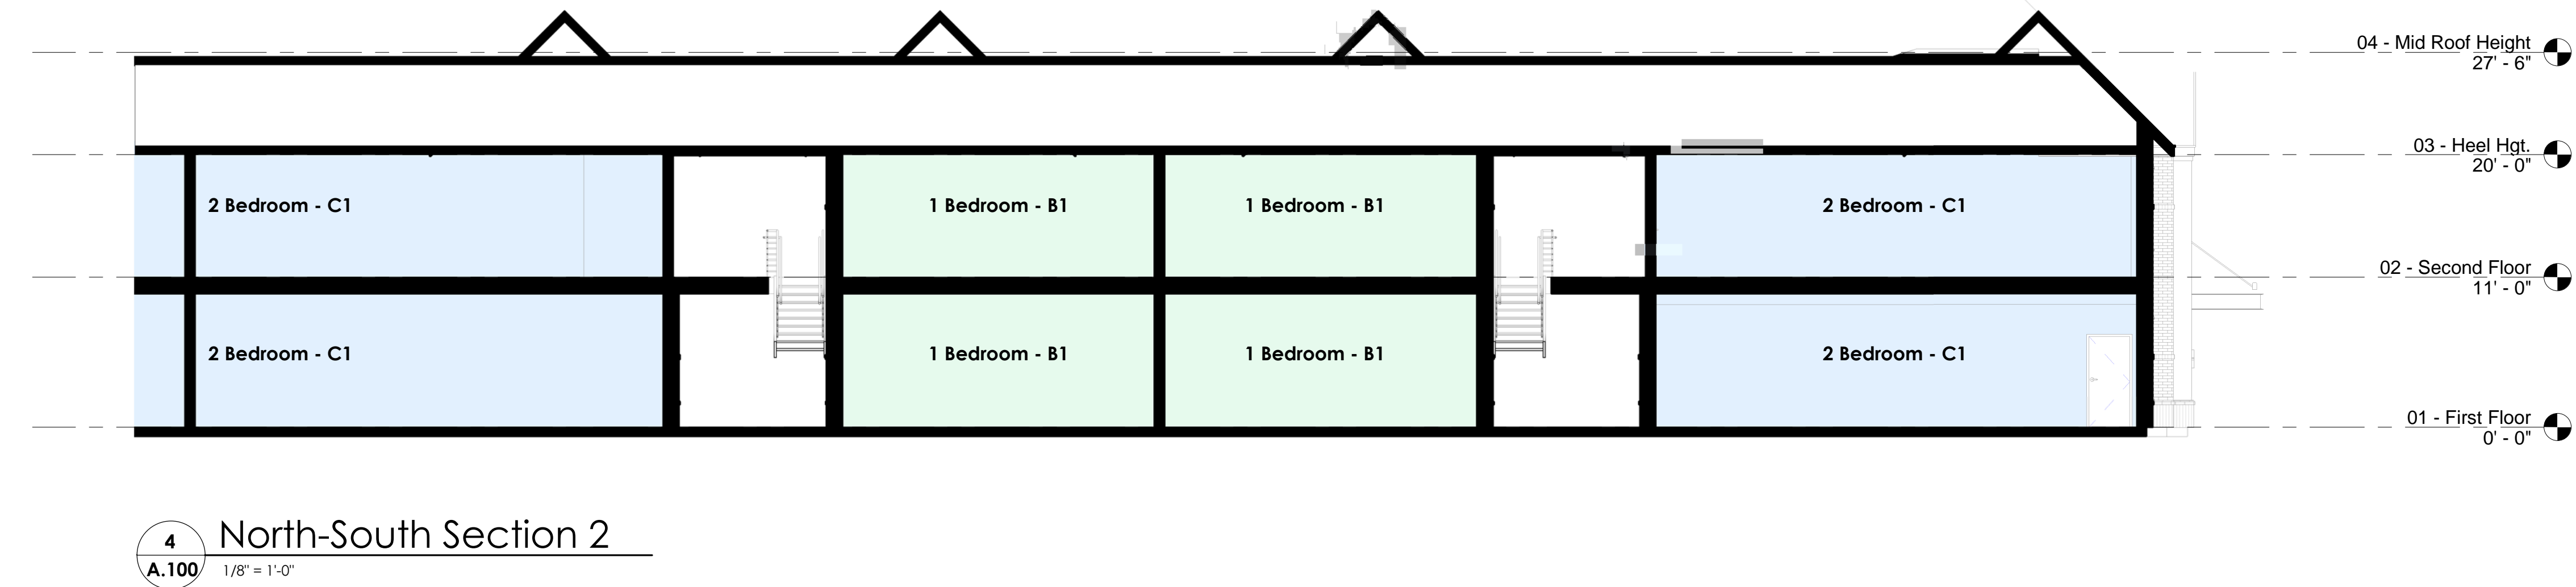 04 - Mid Roof Height
27' - 6"
03 - Heel Hgt.
20' - 0"
2 Bedroom - C1
1 Bedroom - B1
1 Bedroom - B1
2 Bedroom - C1
02 - Second Floor
11' - 0"
2 Bedroom - C1
1 Bedroom - B1
1 Bedroom - B1
2 Bedroom - C1
01 - First Floor
0' - 0"
4
A.100
North-South Section 2
1/8" = 1'-0"